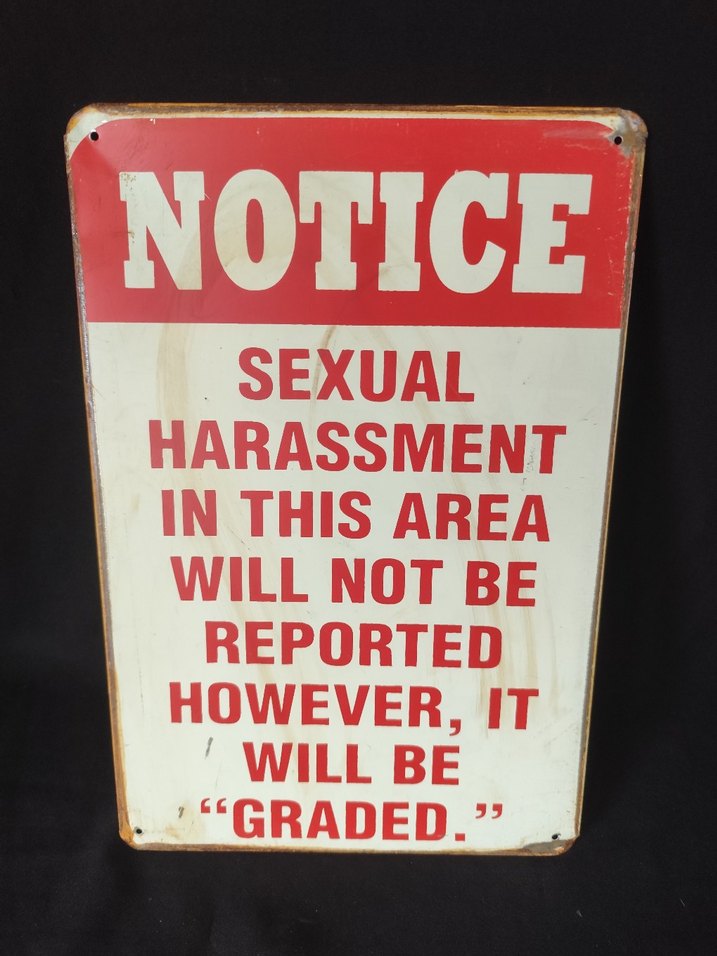 NOTICE
SEXUAL
HARASSMENT
IN THIS AREA
WILL NOT BE
REPORTED
HOWEVER, IT
WILL BE
“GRADED.”